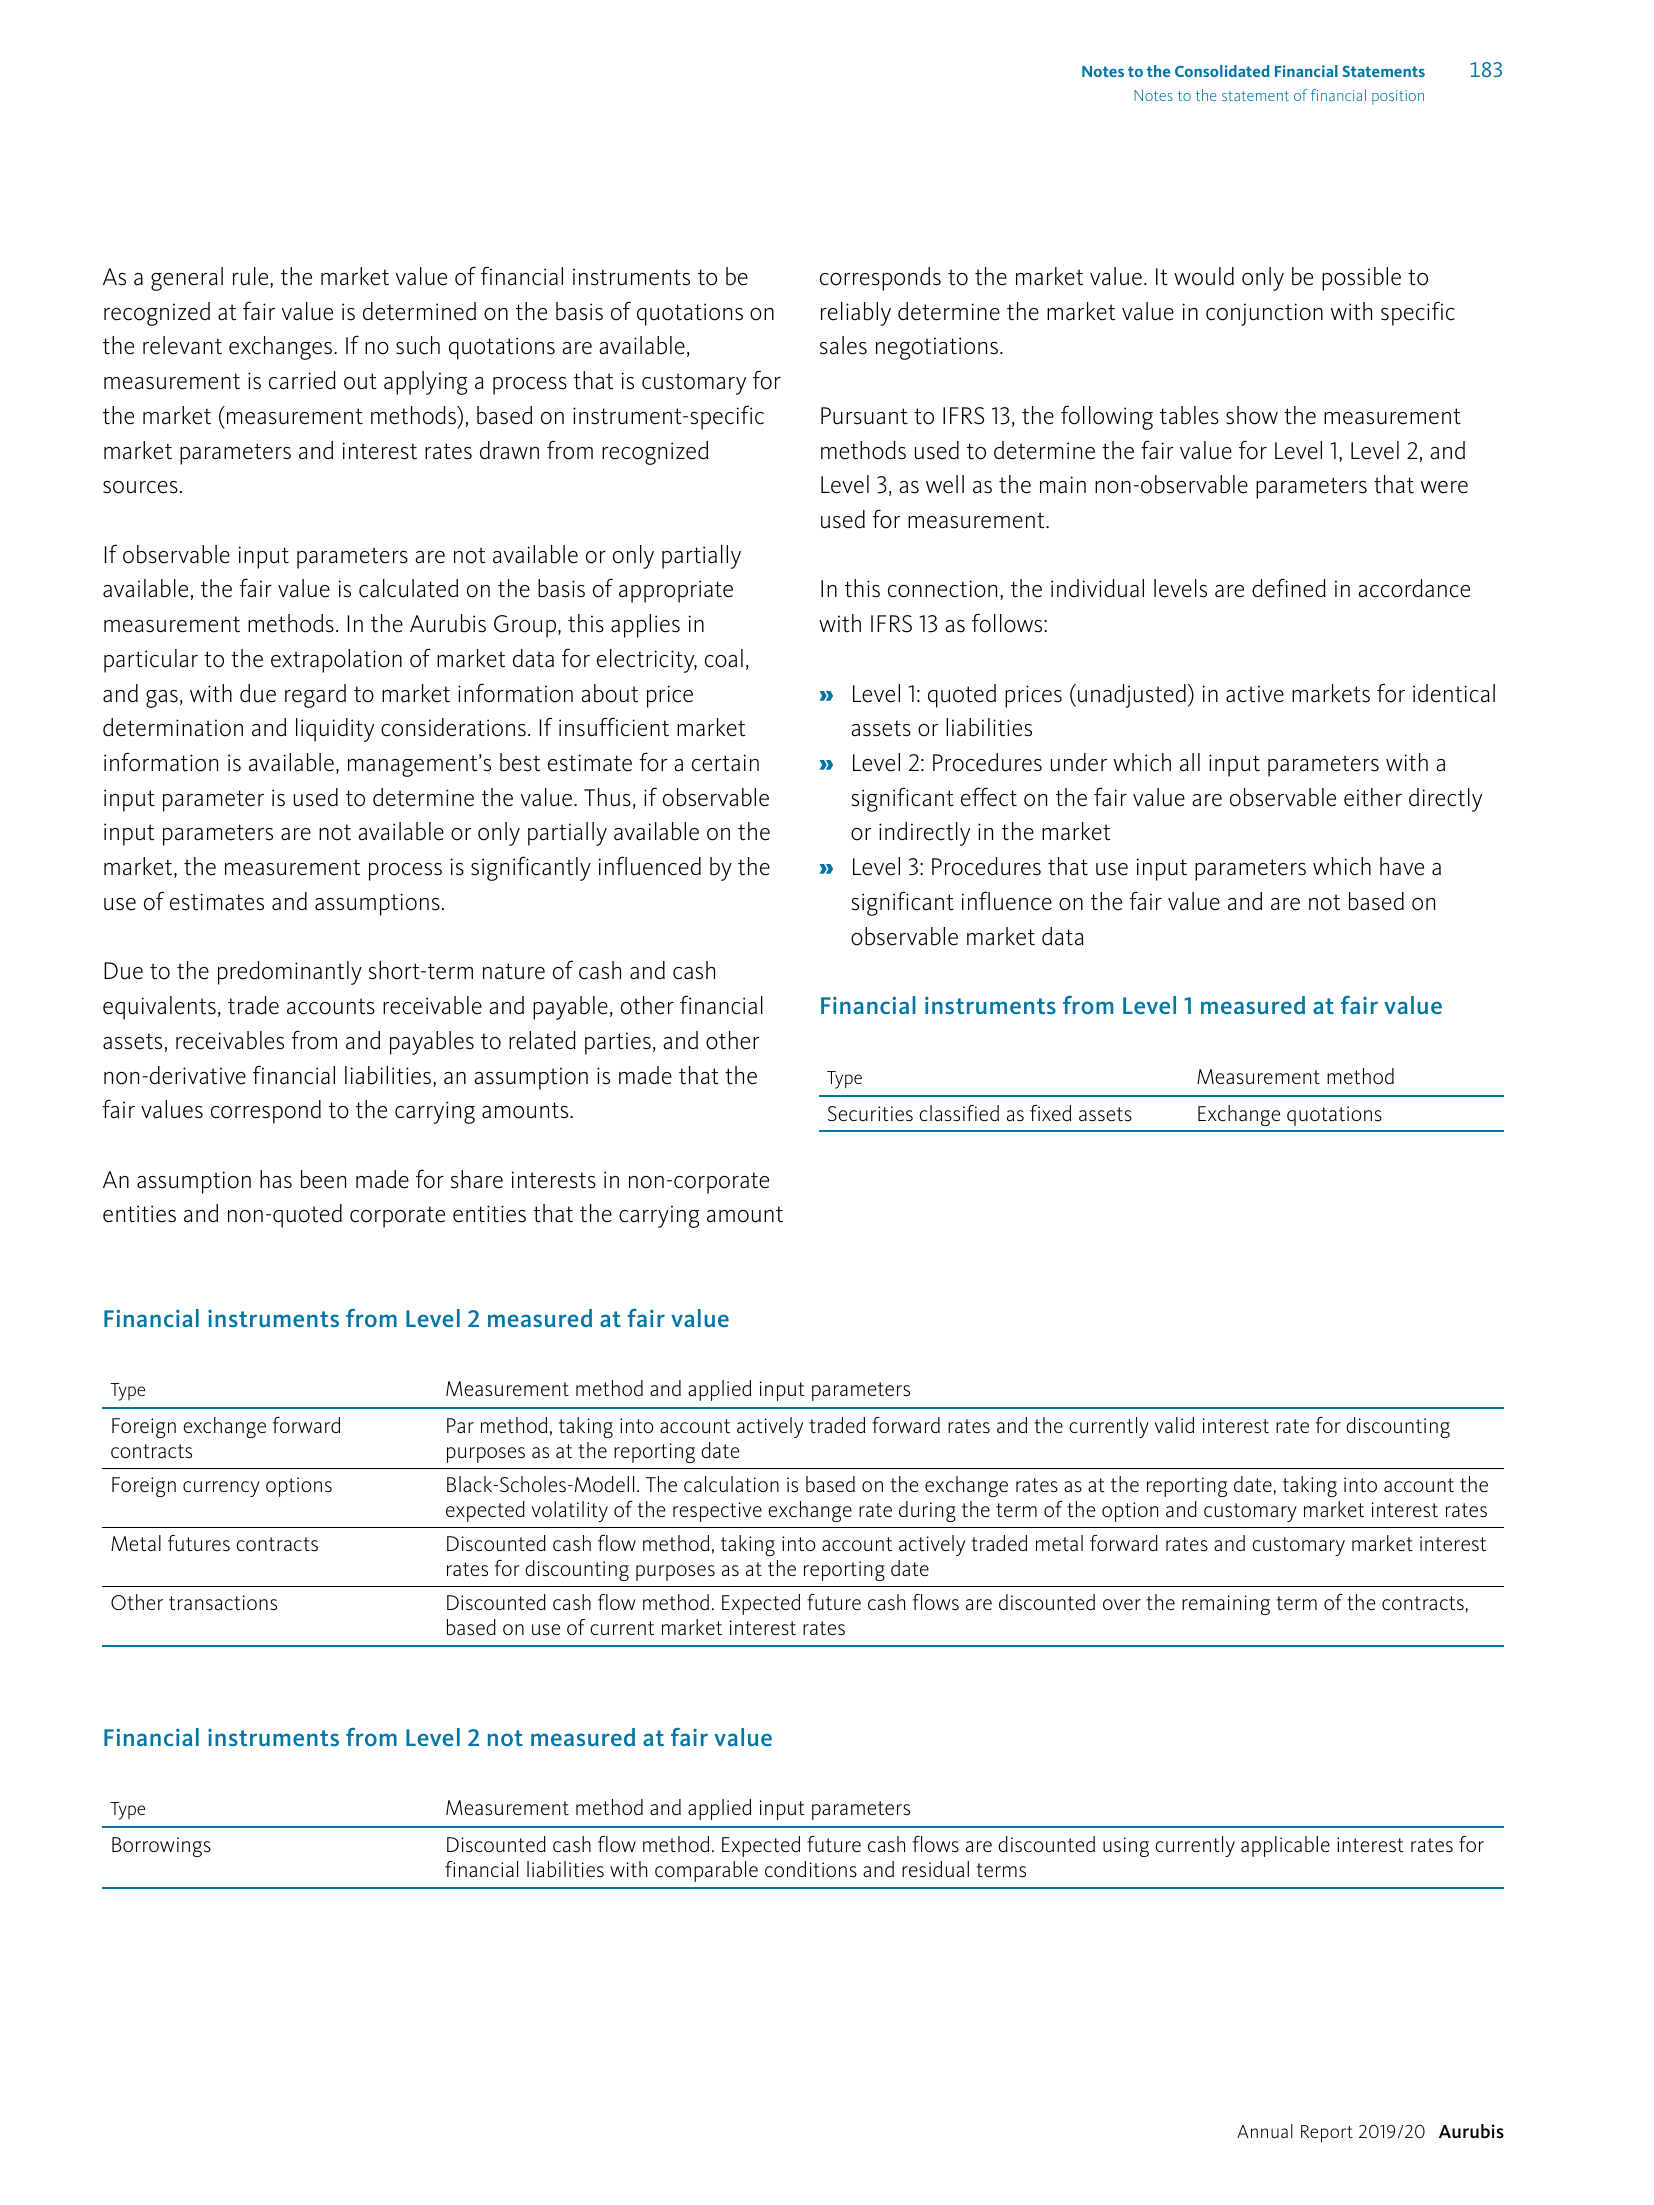 Notes to the Consolidated Financial Statements 183
Notes to the statement of financial position
As a general rule, the market value of financial instruments to be
recognized at fair value is determined on the basis of quotations on
the relevant exchanges. If no such quotations are available,
measurement is carried out applying a process that is customary for
the market (measurement methods), based on instrument-specific
market parameters and interest rates drawn from recognized
sources.
If observable input parameters are not available or only partially
available, the fair value is calculated on the basis of appropriate
measurement methods. In the Aurubis Group, this applies in
particular to the extrapolation of market data for electricity, coal,
and gas, with due regard to market information about price
determination and liquidity considerations. If insufficient market
information is available, management’s best estimate for a certain
input parameter is used to determine the value. Thus, if observable
input parameters are not available or only partially available on the
market, the measurement process is significantly influenced by the
use of estimates and assumptions.
Due to the predominantly short-term nature of cash and cash
equivalents, trade accounts receivable and payable, other financial
assets, receivables from and payables to related parties, and other
non-derivative financial liabilities, an assumption is made that the
fair values correspond to the carrying amounts.
An assumption has been made for share interests in non-corporate
entities and non-quoted corporate entities that the carrying amount
corresponds to the market value. It would only be possible to
reliably determine the market value in conjunction with specific
sales negotiations.
Pursuant to IFRS 13, the following tables show the measurement
methods used to determine the fair value for Level 1, Level 2, and
Level 3, as well as the main non-observable parameters that were
used for measurement.
In this connection, the individual levels are defined in accordance
with IFRS 13 as follows:
» Level 1: quoted prices (unadjusted) in active markets for identical
assets or liabilities
» Level 2: Procedures under which all input parameters with a
significant effect on the fair value are observable either directly
or indirectly in the market
» Level 3: Procedures that use input parameters which have a
significant influence on the fair value and are not based on
observable market data
Financial instruments from Level 1 measured at fair value
Type Measurement method
Securities classified as fixed assets Exchange quotations
Financial instruments from Level 2 measured at fair value
Type Measurement method and applied input parameters
Foreign exchange forward Par method, taking into account actively traded forward rates and the currently valid interest rate for discounting
contracts purposes as at the reporting date
Foreign currency options Black-Scholes-Modell. The calculation is based on the exchange rates as at the reporting date, taking into account the
expected volatility of the respective exchange rate during the term of the option and customary market interest rates
Metal futures contracts Discounted cash flow method, taking into account actively traded metal forward rates and customary market interest
rates for discounting purposes as at the reporting date
Other transactions Discounted cash flow method. Expected future cash flows are discounted over the remaining term of the contracts,
based on use of current market interest rates
Financial instruments from Level 2 not measured at fair value
Type Measurement method and applied input parameters
Borrowings Discounted cash flow method. Expected future cash flows are discounted using currently applicable interest rates for
financial liabilities with comparable conditions and residual terms
Annual Report 2019/20 Aurubis